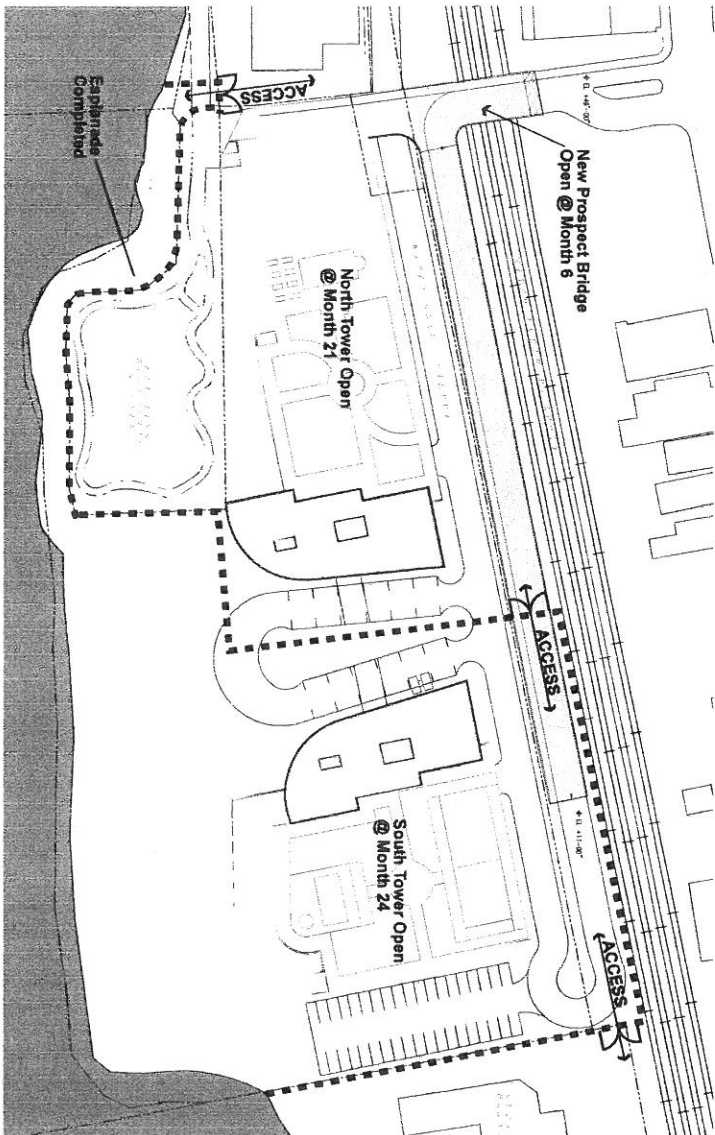 ACCESS
Esplanade
Completed
New Prospect Bridge
Open @ Month 6
North Tower Open
@ Month 21
ACCESS
South Tower Open
@ Month 24
ACCESS